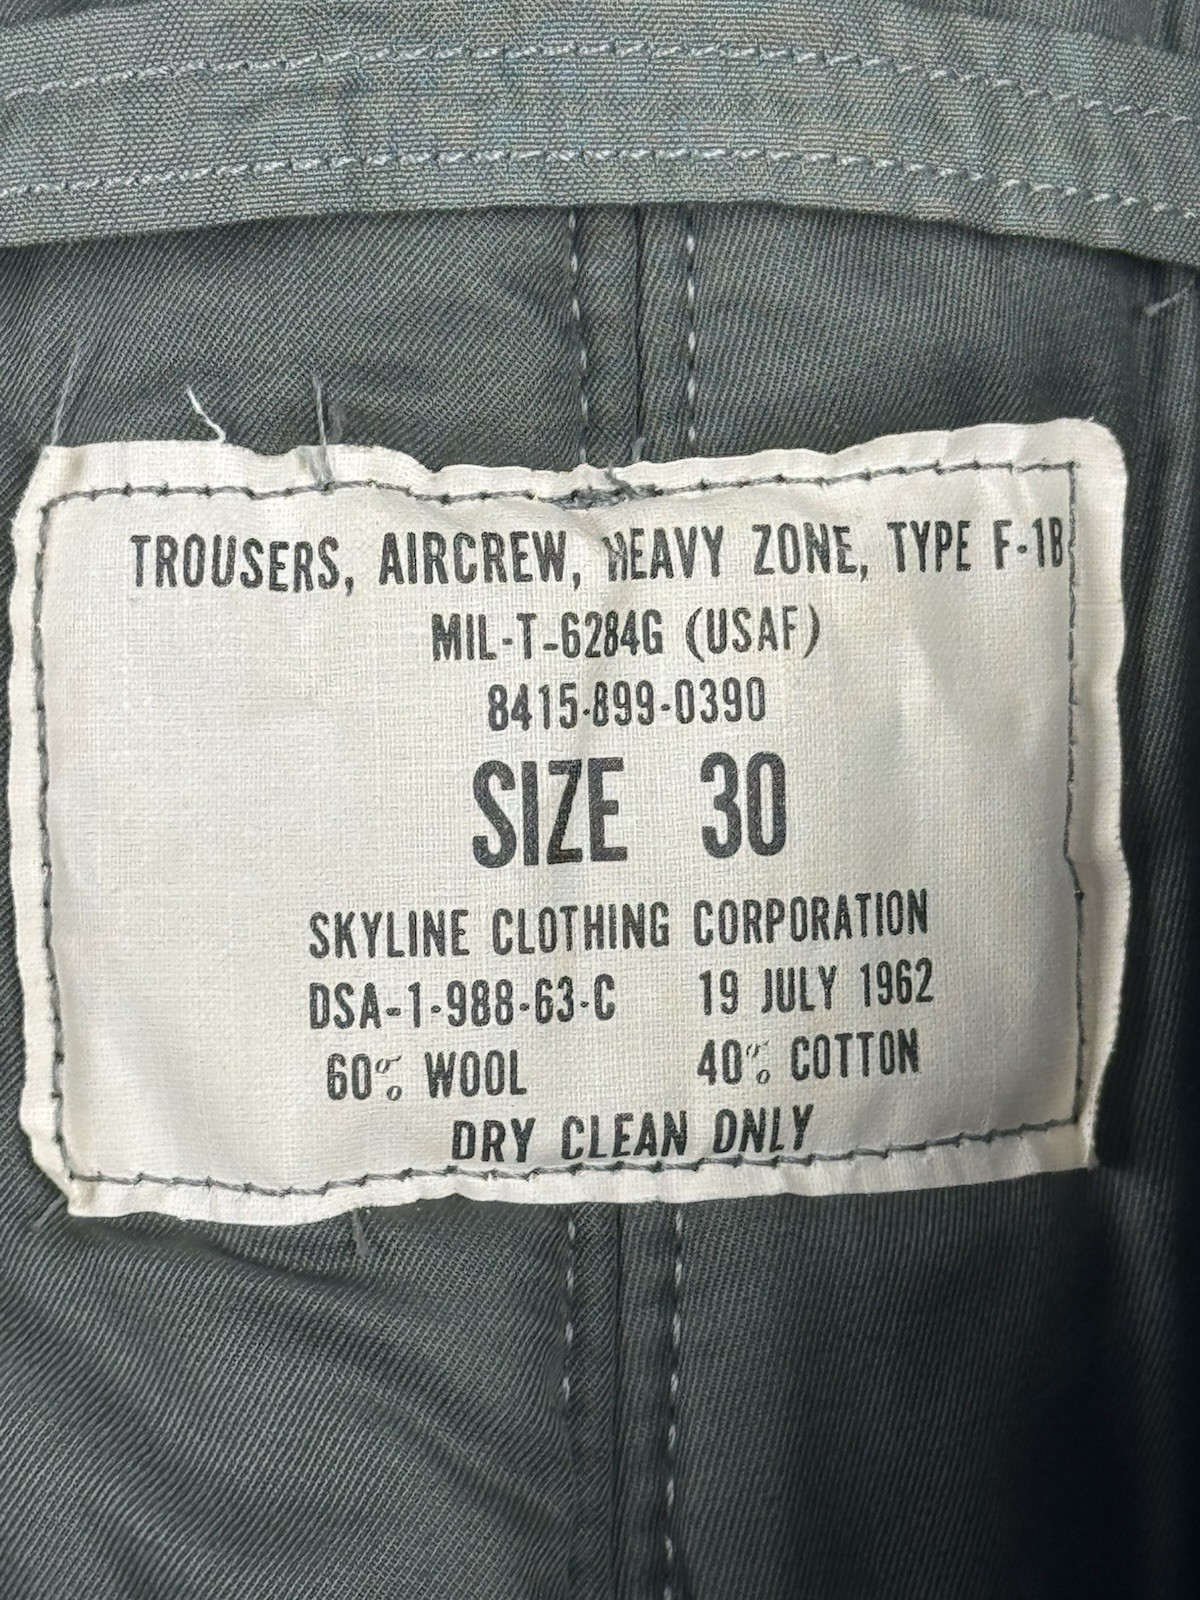 TROUSERS, AIRCREW, HEAVY ZONE, TYPE F-1B
MIL-T-6284G (USAF)
8415-899-0390
SIZE 30
SKYLINE CLOTHING CORPORATION
DSA-1-988-63-C 19 JULY 1962
60% WOOL 40% COTTON
DRY CLEAN ONLY